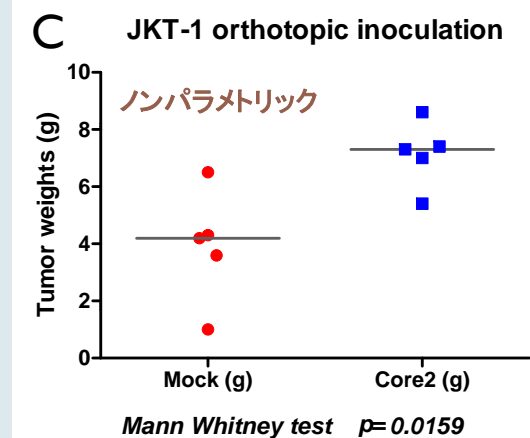 C JKT-1 orthotopic inoculation
ノンパラメトリック
Tumor weights (g)
10
8
6
4
2
0
Mock (g) Core2 (g)
Mann Whitney test p=0.0159